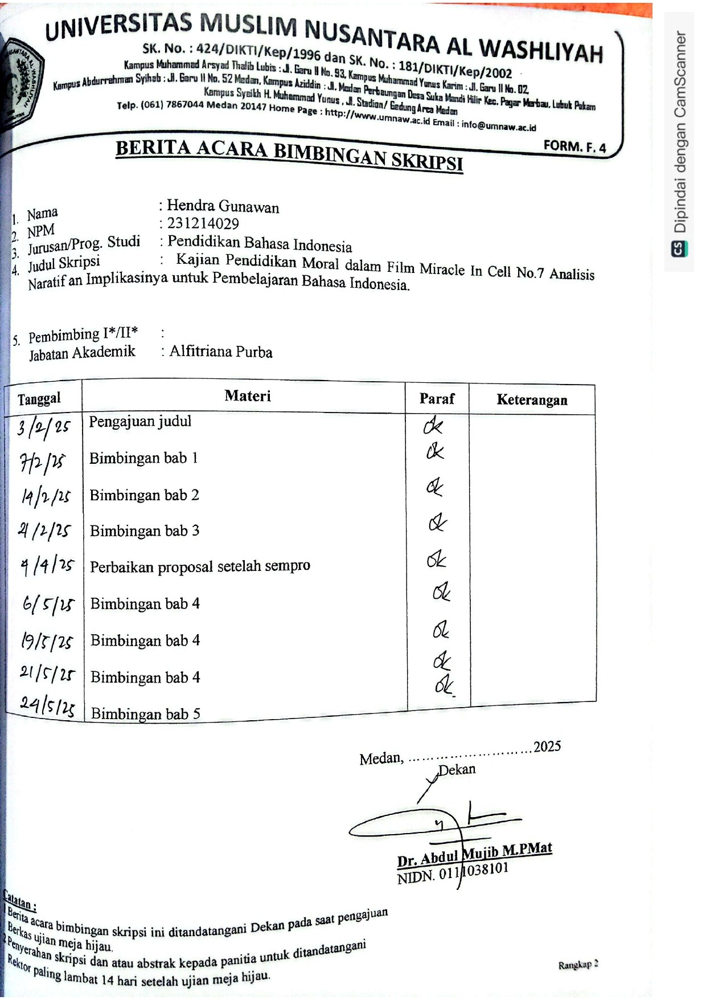 UNIVERSITAS MUSLIM NUSANTARA AL WASHLIYAH
SK. No. : 424/DIKTI/Kep/1996 dan SK. No. : 181/DIKTI/Kep/2002
Kampus Muhammad Arsyad Thalib Lubis : Jl. Garu II No. 93, Kampus Muhammad Yunus Karim : Jl. Garu II No. 02,
Kampus Abdurrahman Syihab : Jl. Garu II No. 52 Medan, Kampus Aziddin : Jl. Medan Perbaungan Desa Suka Mandi Hilir Kec. Pagar Merbau, Lubuk Pakam
Kampus Syaikh H. Muhammad Yunus , Jl. Stadion/ Gedung Arca Medan
Telp. (061) 7867044 Medan 20147 Home Page : http://www.umnaw.ac.id Email : info@umnaw.ac.id
FORM. F. 4
BERITA ACARA BIMBINGAN SKRIPSI
1. Nama : Hendra Gunawan
2. NPM : 231214029
3. Jurusan/Prog. Studi : Pendidikan Bahasa Indonesia
4. Judul Skripsi : Kajian Pendidikan Moral dalam Film Miracle In Cell No.7 Analisis
Naratif an Implikasinya untuk Pembelajaran Bahasa Indonesia.
5. Pembimbing I*/II* :
Jabatan Akademik : Alfitriana Purba
Tanggal Materi Paraf Keterangan
3/2/25 Pengajuan judul ok
7/2/25 Bimbingan bab 1 ok
14/2/25 Bimbingan bab 2 ok
21/2/25 Bimbingan bab 3 ok
9/4/25 Perbaikan proposal setelah sempro ok
6/5/25 Bimbingan bab 4 ok
19/5/25 Bimbingan bab 4 ok
21/5/25 Bimbingan bab 4 ok
24/5/25 Bimbingan bab 5 ok
Medan, ............................2025
Dekan
Dr. Abdul Mujib M.PMat
NIDN. 0111038101
Catatan :
1 Berita acara bimbingan skripsi ini ditandatangani Dekan pada saat pengajuan
Berkas ujian meja hijau.
2 Penyerahan skripsi dan atau abstrak kepada panitia untuk ditandatangani
Rektor paling lambat 14 hari setelah ujian meja hijau.
Rangkap 2
CS Dipindai dengan CamScanner